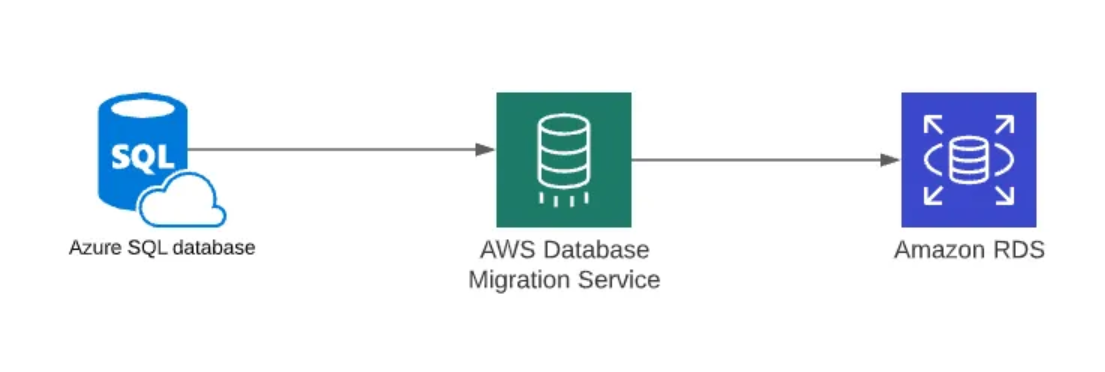 SQL
Azure SQL database
AWS Database
Migration Service
Amazon RDS